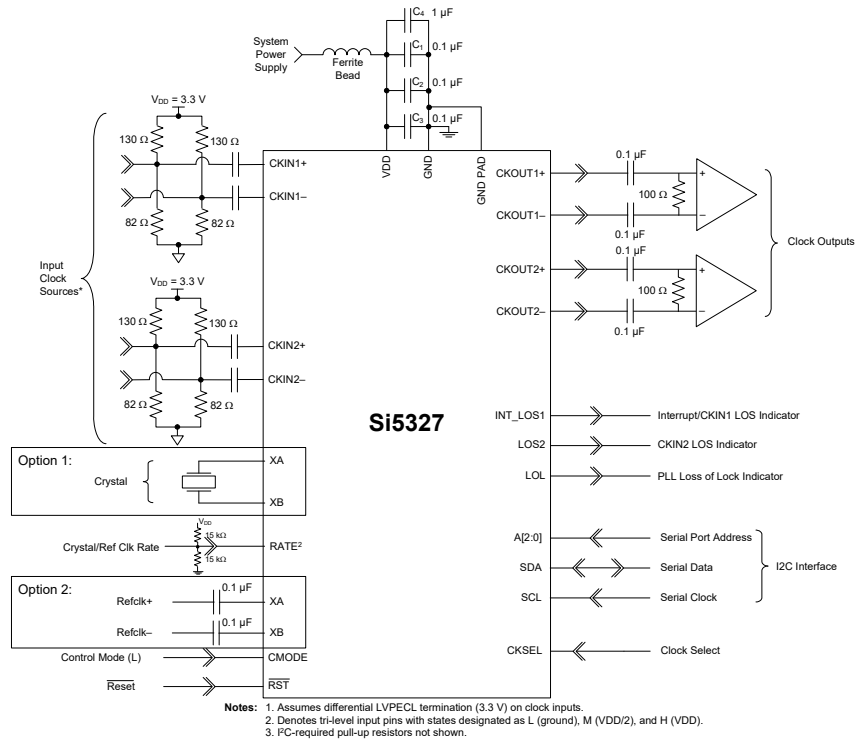 C4 1 µF
System
Power
Supply
Ferrite
Bead
C1 0.1 µF
C2 0.1 µF
C3 0.1 µF
VDD = 3.3 V
130 Ω
130 Ω
82 Ω
82 Ω
VDD
GND
GND PAD
CKIN1+
CKIN1–
CKOUT1+
CKOUT1–
0.1 µF
100 Ω
+
–
0.1 µF
Clock Outputs
Input
Clock
Sources*
VDD = 3.3 V
130 Ω
130 Ω
82 Ω
82 Ω
CKIN2+
CKIN2–
CKOUT2+
CKOUT2–
0.1 µF
100 Ω
+
–
0.1 µF
Si5327
INT_LOS1
Interrupt/CKIN1 LOS Indicator
LOS2
CKIN2 LOS Indicator
LOL
PLL Loss of Lock Indicator
Option 1:
Crystal
XA
XB
VDD
15 kΩ
15 kΩ
Crystal/Ref Clk Rate
RATE2
A[2:0]
Serial Port Address
SDA
Serial Data
SCL
Serial Clock
I2C Interface
Option 2:
Refclk+
0.1 µF
XA
Refclk–
0.1 µF
XB
CKSEL
Clock Select
Control Mode (L)
CMODE
Reset
RST
Notes: 1. Assumes differential LVPECL termination (3.3 V) on clock inputs.
2. Denotes tri-level input pins with states designated as L (ground), M (VDD/2), and H (VDD).
3. I2C-required pull-up resistors not shown.